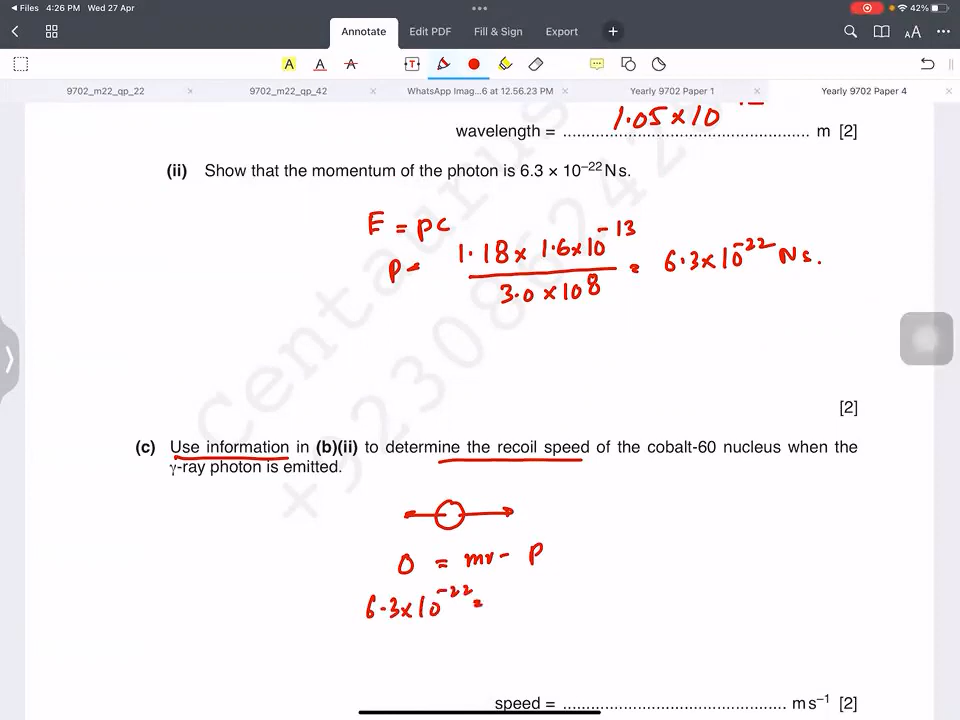 Files 4:26 PM Wed 27 Apr 42%
Annotate Edit PDF Fill & Sign Export
9702_m22_qp_22 9702_m22_qp_42 WhatsApp Imag...6 at 12.56.23 PM Yearly 9702 Paper 1 Yearly 9702 Paper 4
1.05 × 10
wavelength = ..................................................... m [2]
(ii) Show that the momentum of the photon is 6.3 × 10⁻²² N s.
E = pc
p = 1.18 × 1.6 × 10⁻¹³ / 3.0 × 10⁸ = 6.3 × 10⁻²² Ns.
[2]
(c) Use information in (b)(ii) to determine the recoil speed of the cobalt-60 nucleus when the
γ-ray photon is emitted.
0 = mv - p
6.3 × 10⁻²² =
speed = ..................................................... m s⁻¹ [2]
Centaurus